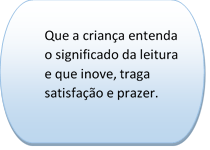 Que a criança entenda
o significado da leitura
e que inove, traga
satisfação e prazer.